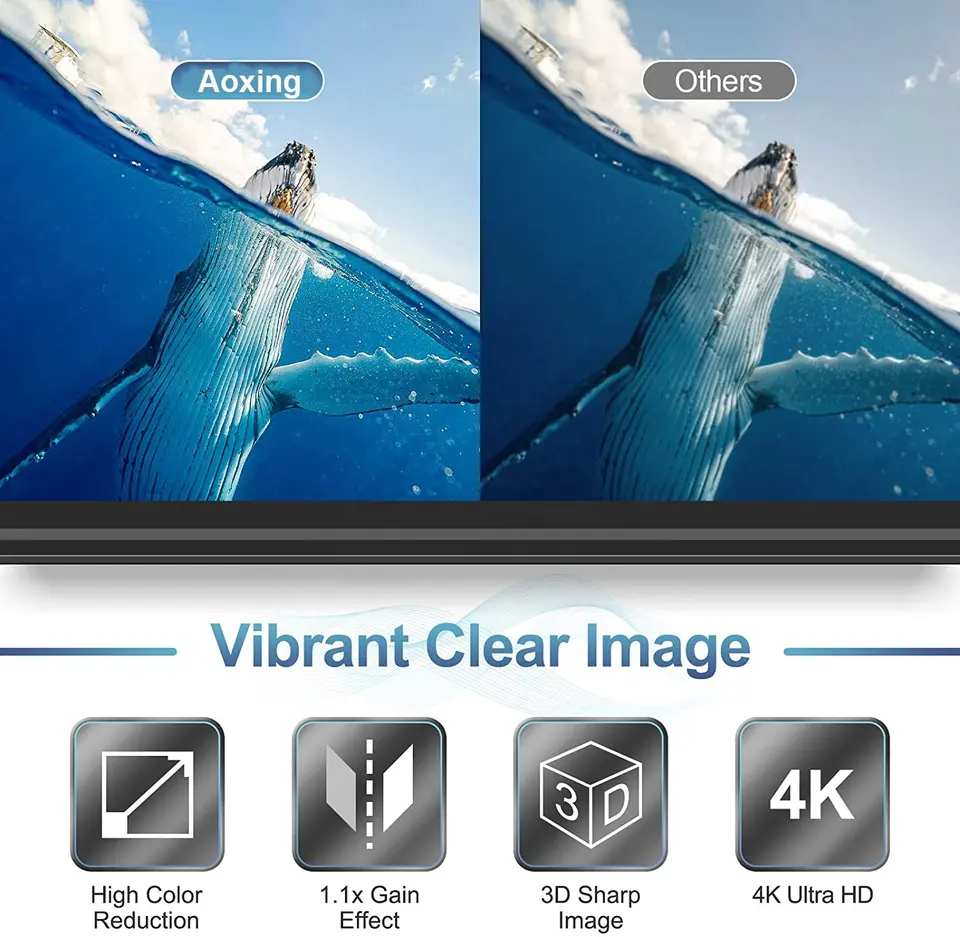 Aoxing
Others
Vibrant Clear Image
3D
4K
High Color
Reduction
1.1x Gain
Effect
3D Sharp
Image
4K Ultra HD